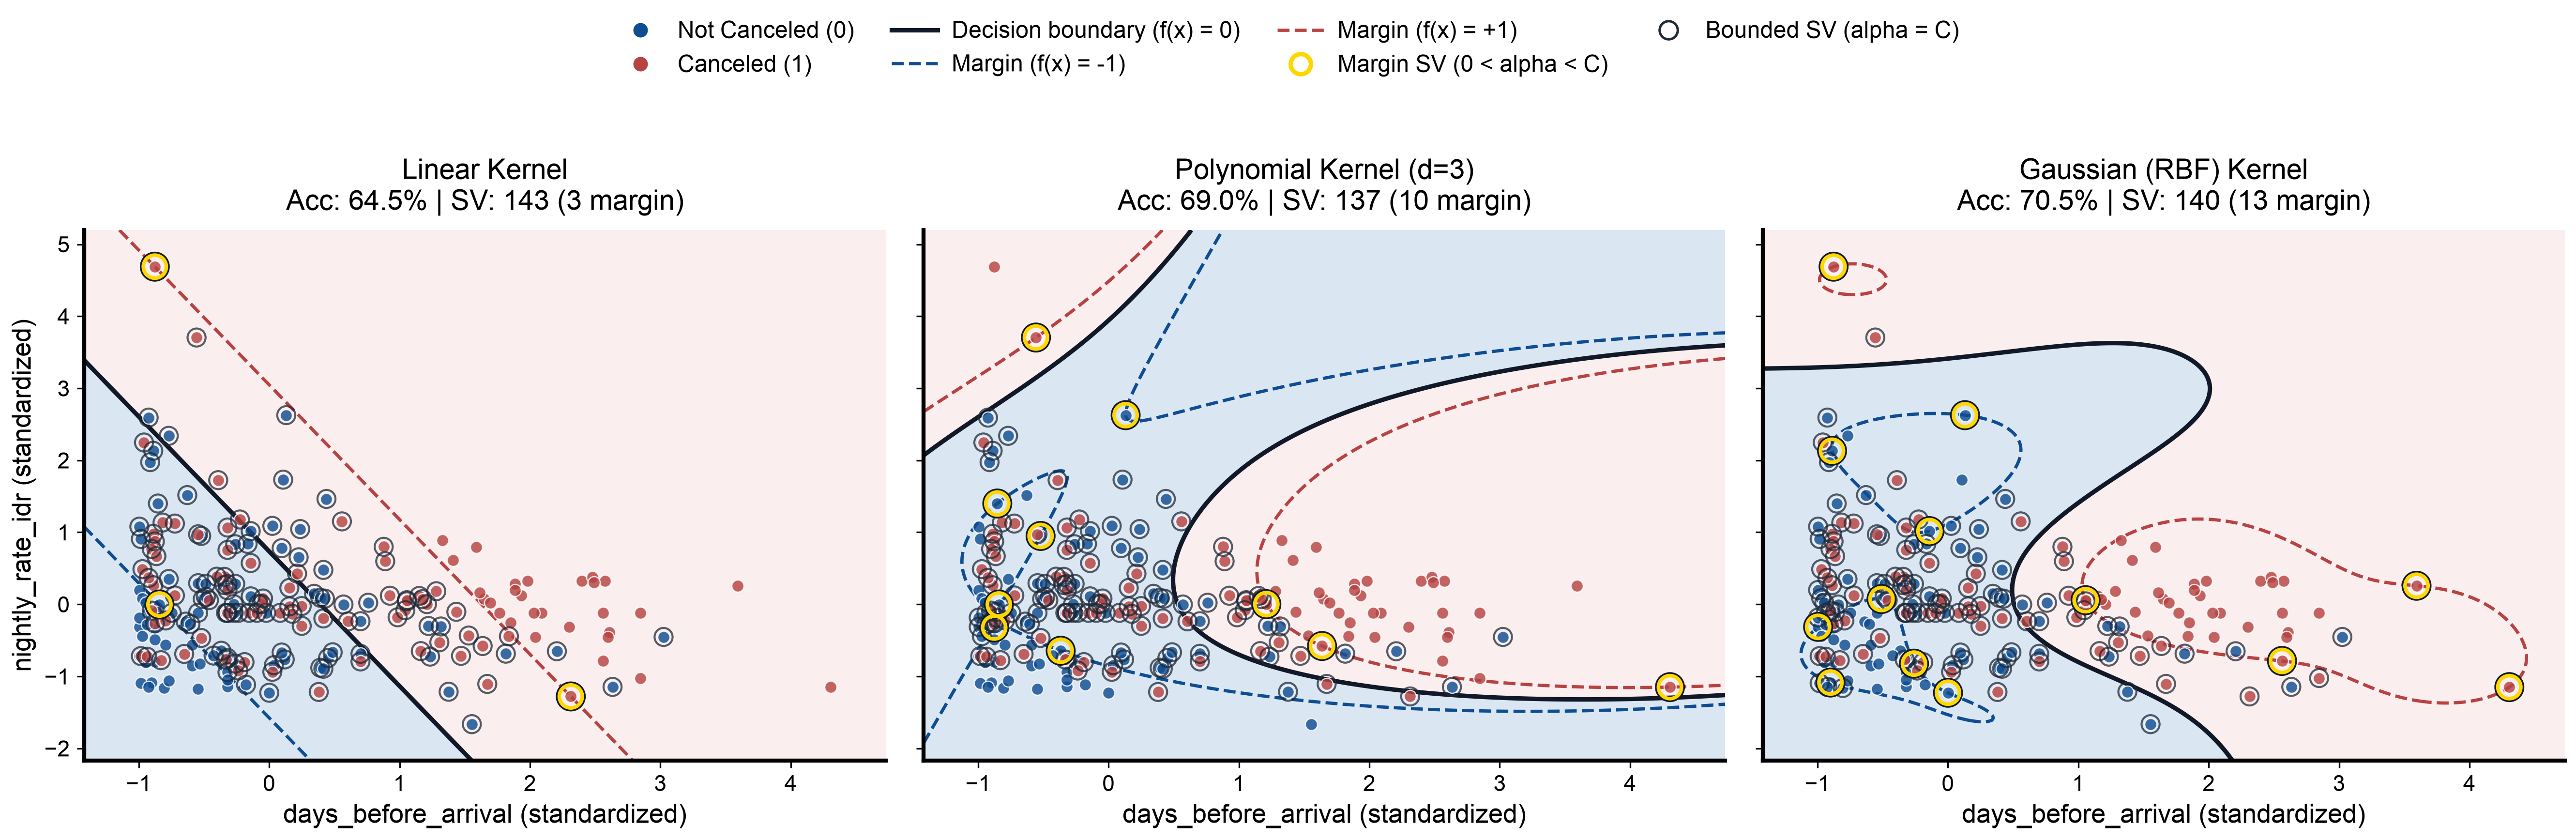 Not Canceled (0)
Canceled (1)
Decision boundary (f(x) = 0)
Margin (f(x) = -1)
Margin (f(x) = +1)
Margin SV (0 < alpha < C)
Bounded SV (alpha = C)
Linear Kernel
Acc: 64.5% | SV: 143 (3 margin)
Polynomial Kernel (d=3)
Acc: 69.0% | SV: 137 (10 margin)
Gaussian (RBF) Kernel
Acc: 70.5% | SV: 140 (13 margin)
nightly_rate_idr (standardized)
5
4
3
2
1
0
−1
−2
−1 0 1 2 3 4
days_before_arrival (standardized)
−1 0 1 2 3 4
days_before_arrival (standardized)
−1 0 1 2 3 4
days_before_arrival (standardized)